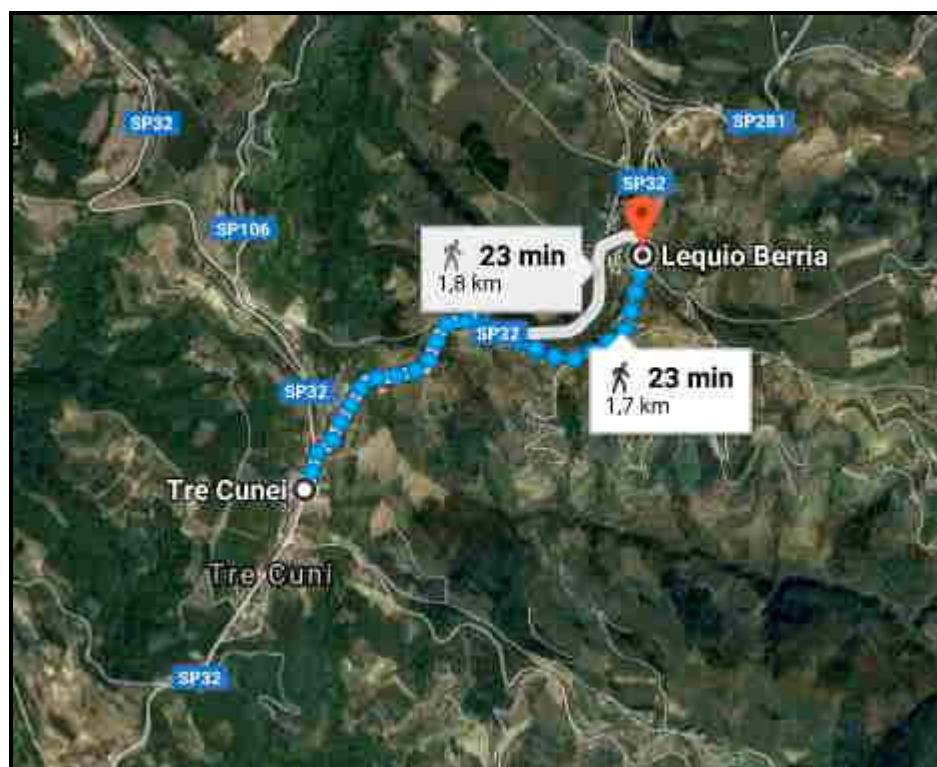 SP32
SP281
SP32
SP106
23 min
1,8 km
Lequio Berria
SP32
23 min
1,7 km
SP32
Tre Cunei
Tre Cuni
SP32